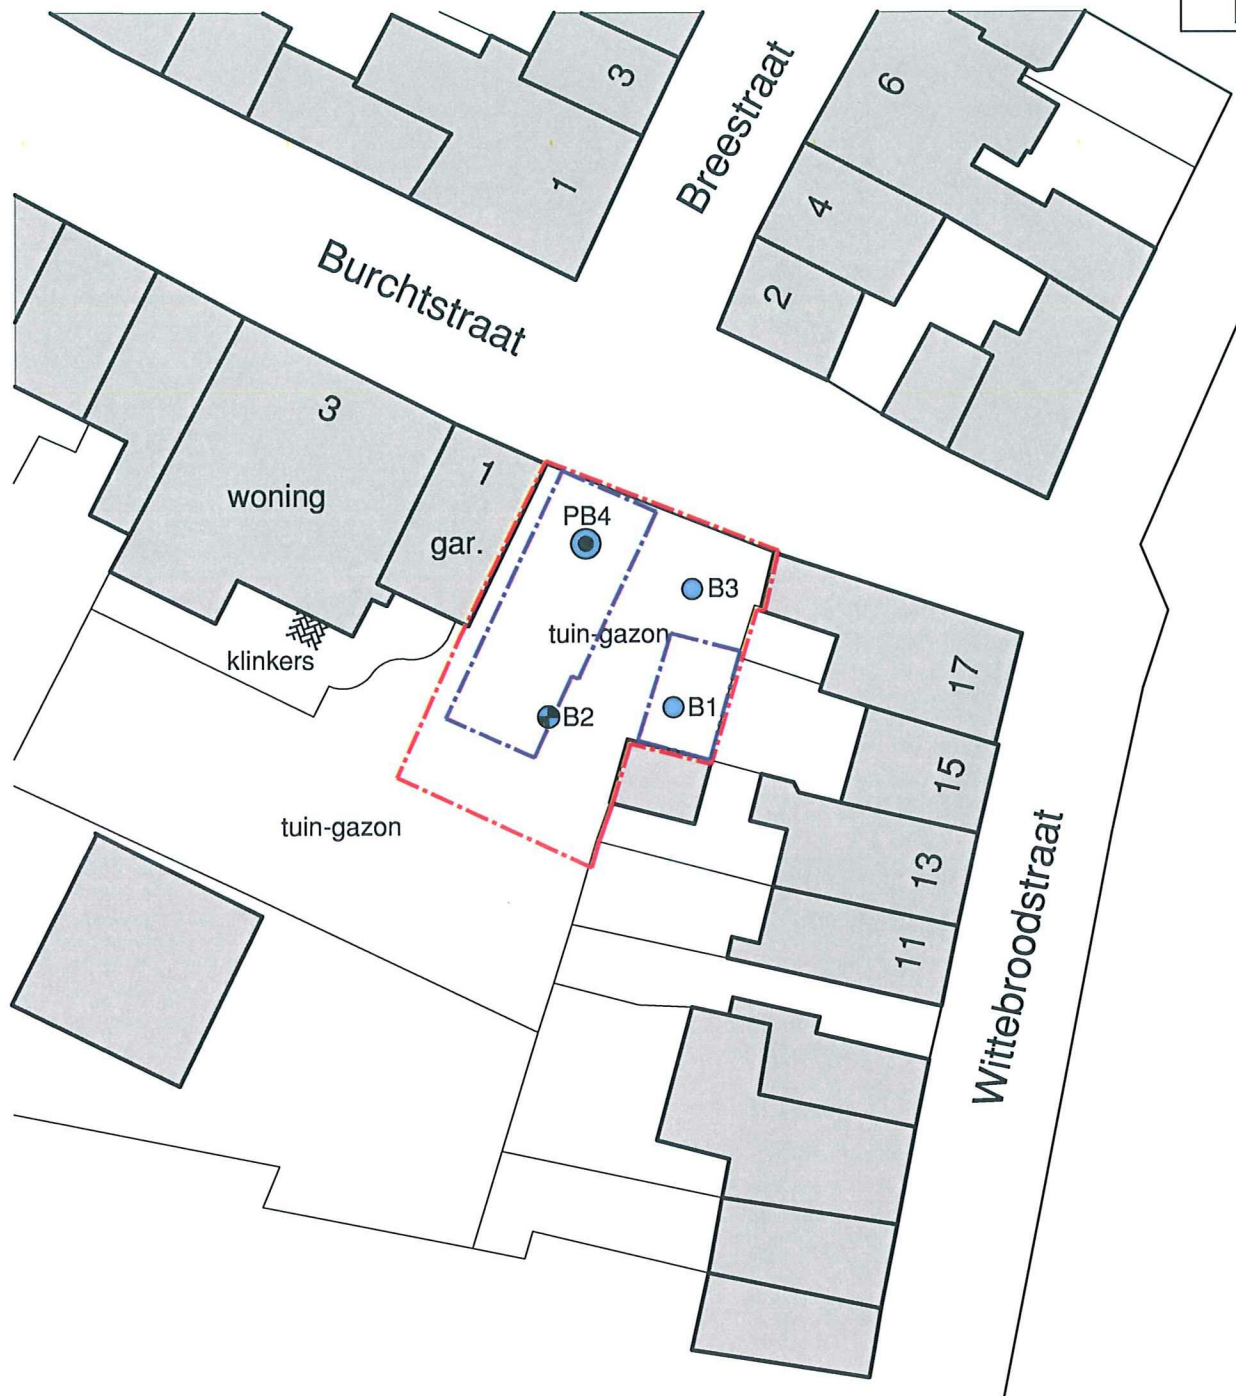 3
1
Breestraat
6
4
2
Burchtstraat
3
woning
1
gar.
klinkers
PB4
B3
tuin-gazon
B1
B2
tuin-gazon
17
15
13
11
Wittebroodstraat